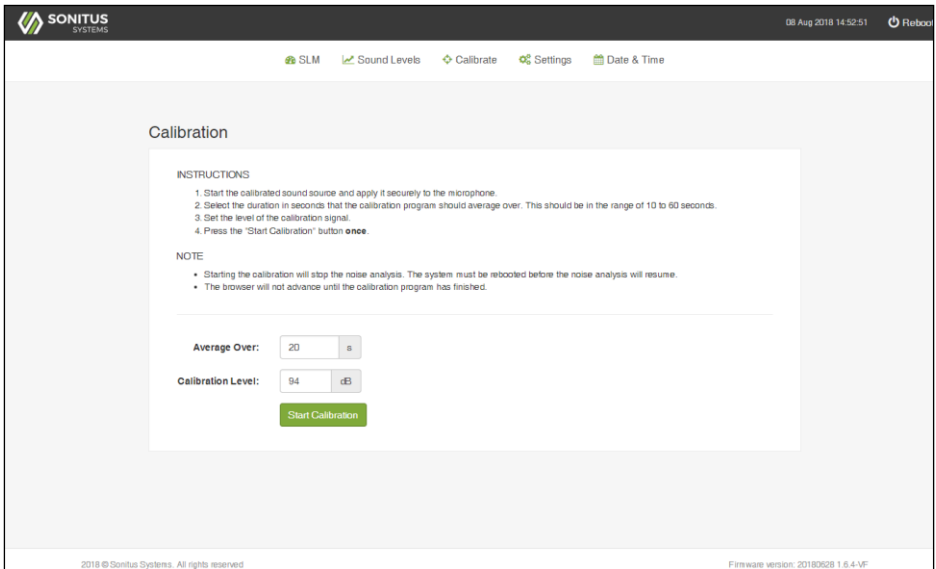 SONITUS
SYSTEMS
08 Aug 2018 14:52:51
Reboot
SLM
Sound Levels
Calibrate
Settings
Date & Time
Calibration
INSTRUCTIONS
1. Start the calibrated sound source and apply it securely to the microphone.
2. Select the duration in seconds that the calibration program should average over. This should be in the range of 10 to 60 seconds.
3. Set the level of the calibration signal.
4. Press the "Start Calibration" button once.
NOTE
• Starting the calibration will stop the noise analysis. The system must be rebooted before the noise analysis will resume.
• The browser will not advance until the calibration program has finished.
Average Over: 20 s
Calibration Level: 94 dB
Start Calibration
2018 © Sonitus Systems. All rights reserved
Firmware version: 20180628 1.6.4-VF